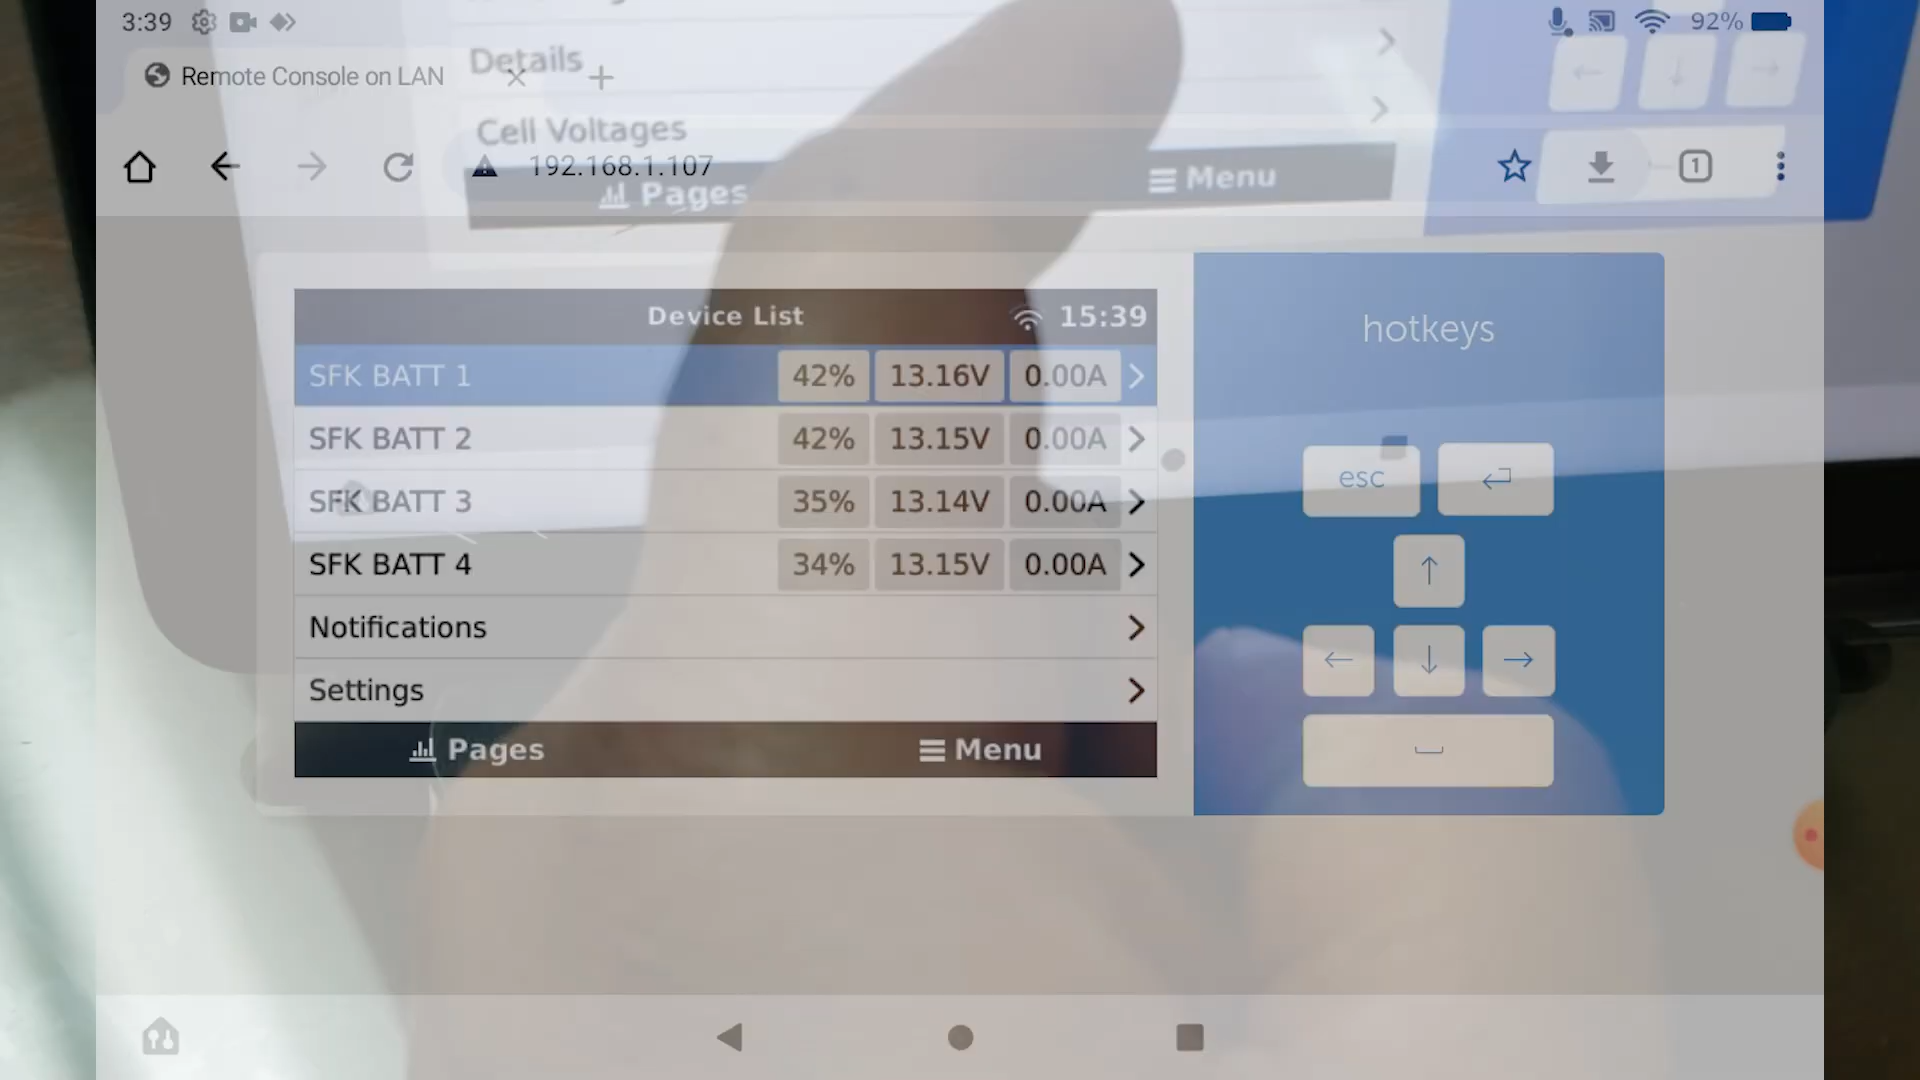 3:39
92%
Details
Remote Console on LAN
Cell Voltages
192.168.1.107
1
Pages Menu
Device List 15:39
hotkeys
SFK BATT 1 42% 13.16V 0.00A
SFK BATT 2 42% 13.15V 0.00A
esc
SFK BATT 3 35% 13.14V 0.00A
SFK BATT 4 34% 13.15V 0.00A
Notifications
Settings
Pages Menu